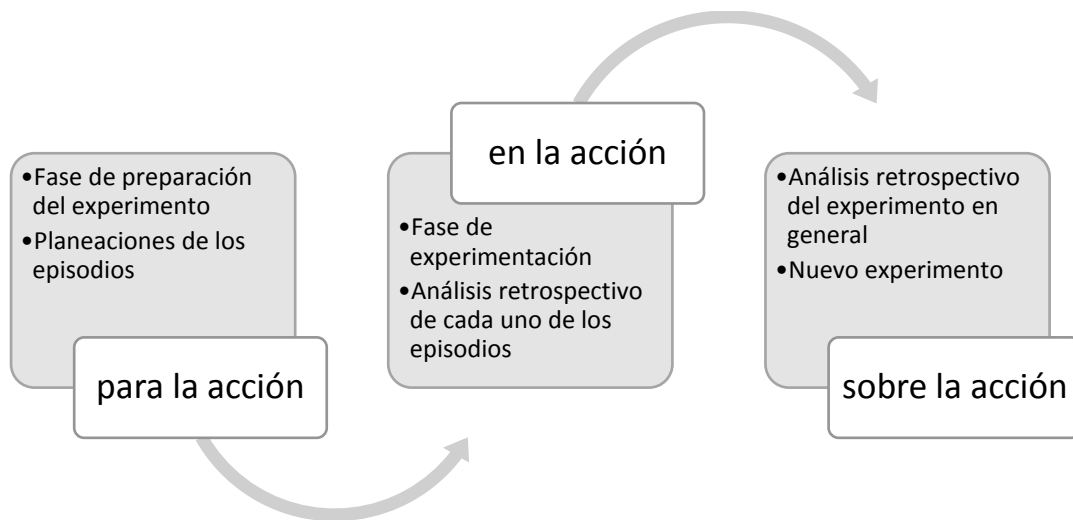 •Fase de preparación
del experimento
•Planeaciones de los
episodios
para la acción
en la acción
•Fase de
experimentación
•Análisis retrospectivo
de cada uno de los
episodios
•Análisis retrospectivo
del experimento en
general
•Nuevo experimento
sobre la acción